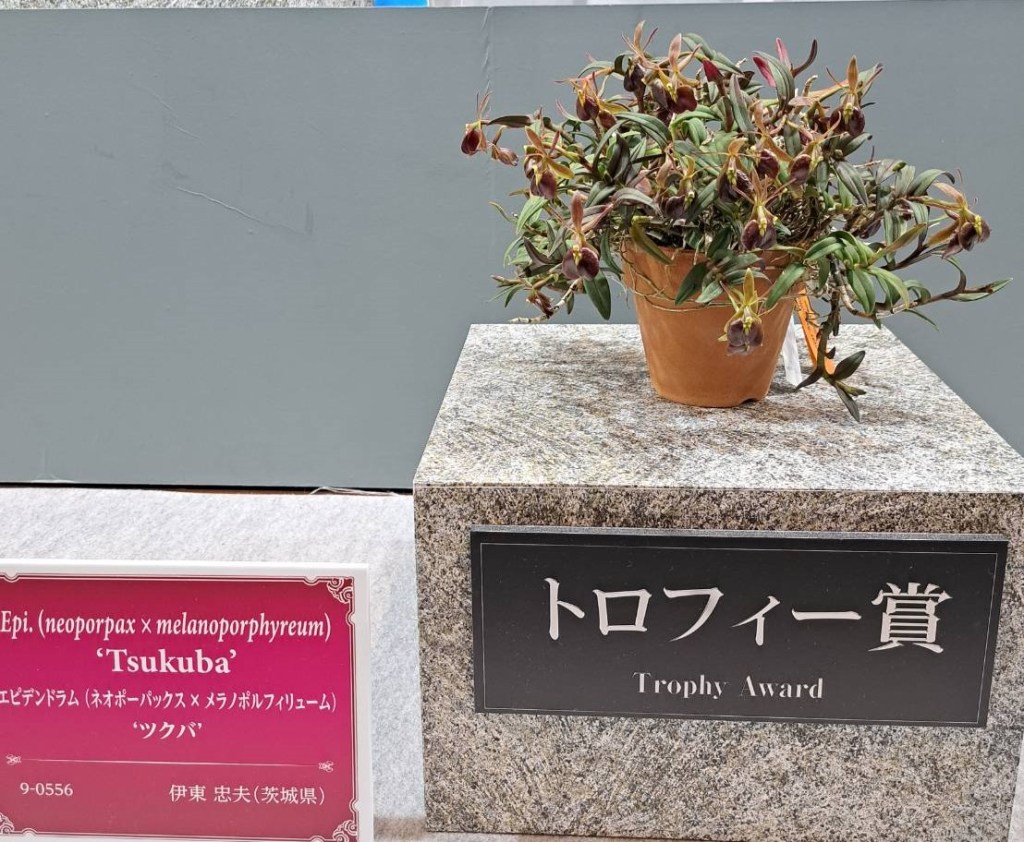 Epi. (neoporpax × melanoporphyreum)
‘Tsukuba’
エピデンドラム (ネオポーパックス × メラノポルフィリューム)
‘ツクバ’
9-0556
伊東 忠夫(茨城県)
トロフィー賞
Trophy Award